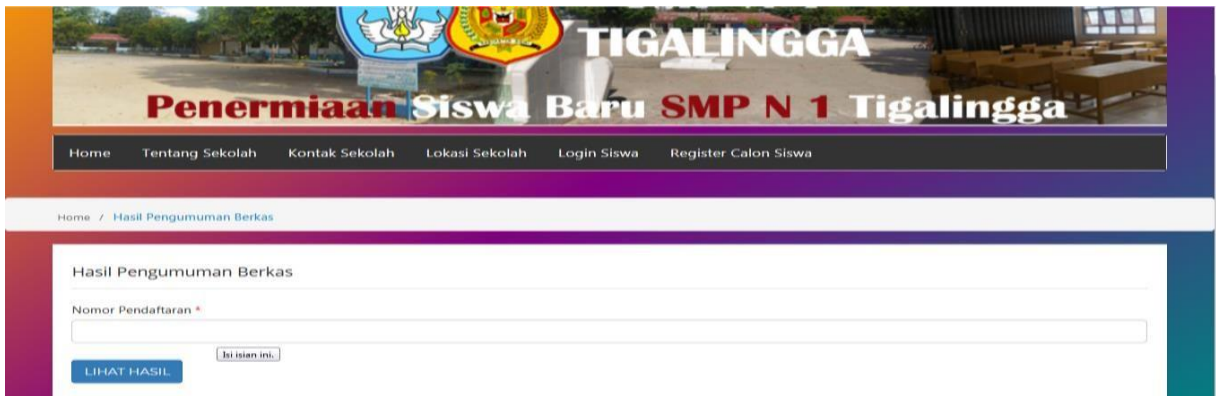 TIGALINGGA
Penermiaan Siswa Baru SMP N 1 Tigalingga
Home Tentang Sekolah Kontak Sekolah Lokasi Sekolah Login Siswa Register Calon Siswa
Home / Hasil Pengumuman Berkas
Hasil Pengumuman Berkas
Nomor Pendaftaran *
Isi isian ini.
LIHAT HASIL